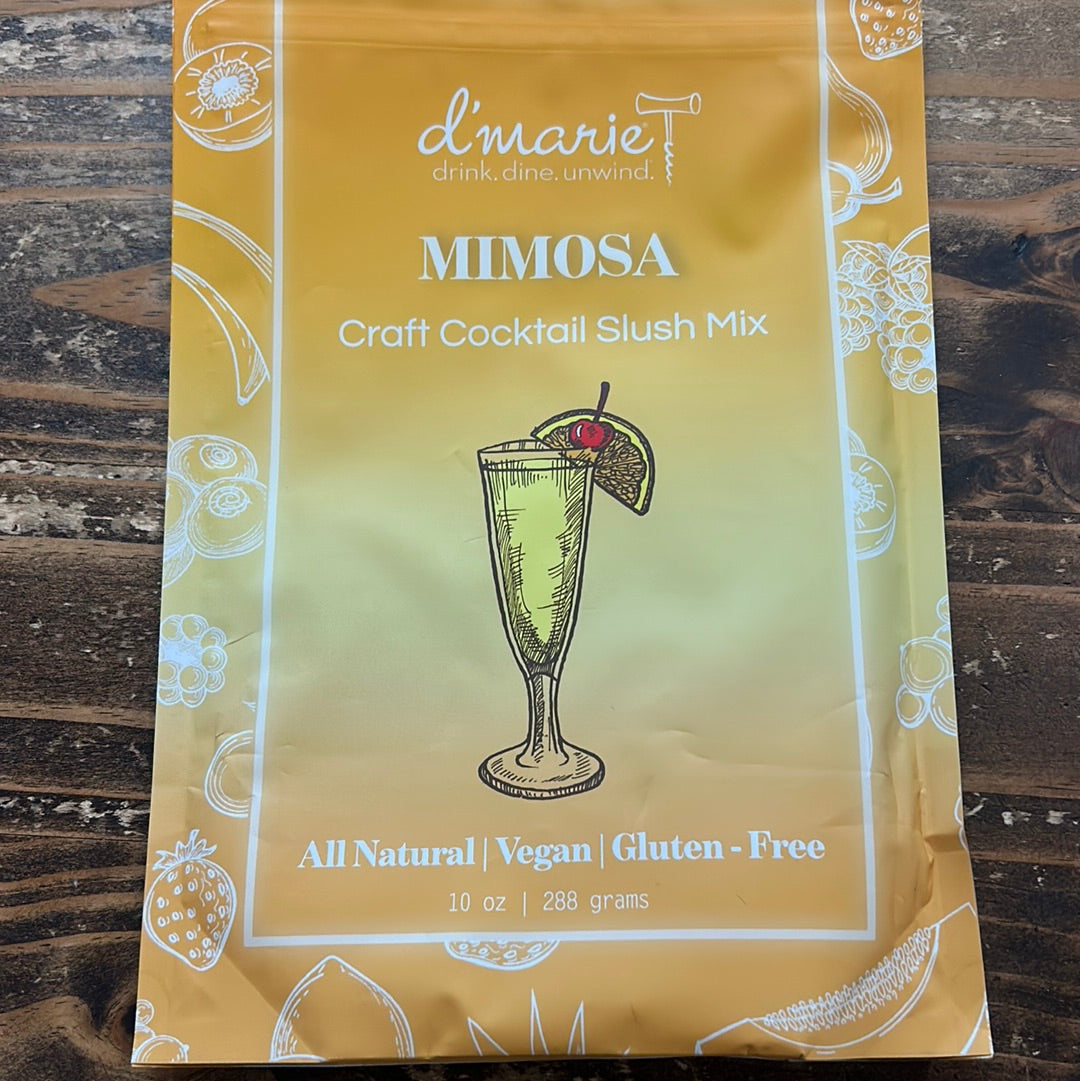 d'marie
drink. dine. unwind.
MIMOSA
Craft Cocktail Slush Mix
All Natural | Vegan | Gluten - Free
10 oz | 288 grams